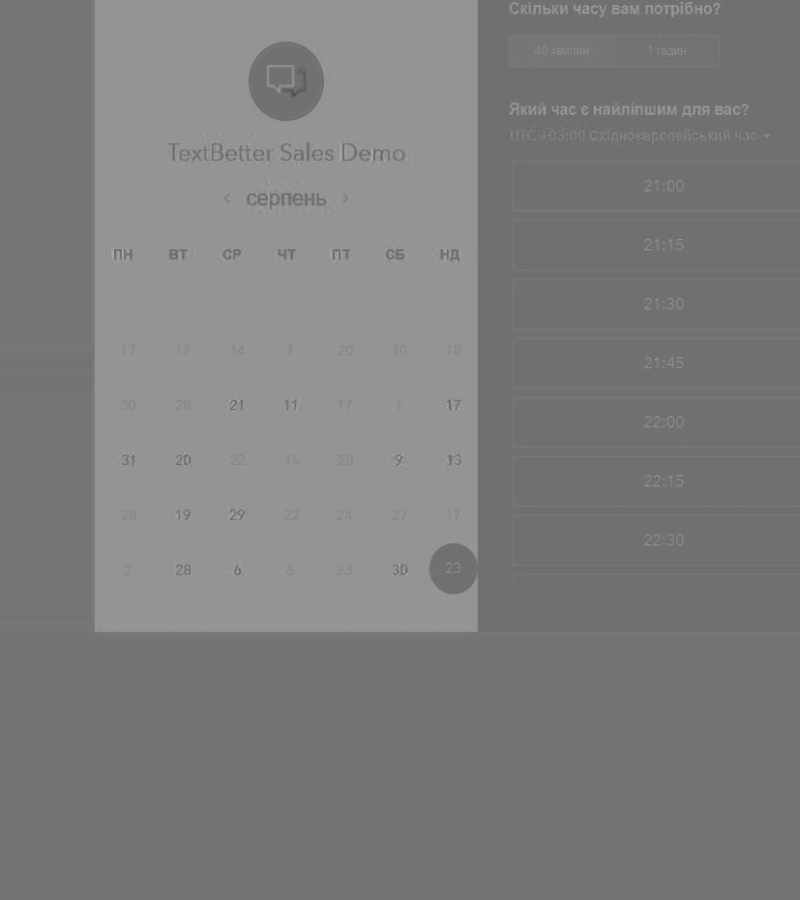 TextBetter Sales Demo
‹ серпень ›
ПН ВТ СР ЧТ ПТ СБ НД
17 17 14 1 20 10 18
30 28 21 11 17 1 17
31 20 22 15 28 9 13
28 19 29 22 24 27 17
2 28 6 6 23 30 23
Скільки часу вам потрібно?
40 хвилин 1 годин
Який час є найліпшим для вас?
UTC +03:00 Східноєвропейський час
21:00
21:15
21:30
21:45
22:00
22:15
22:30